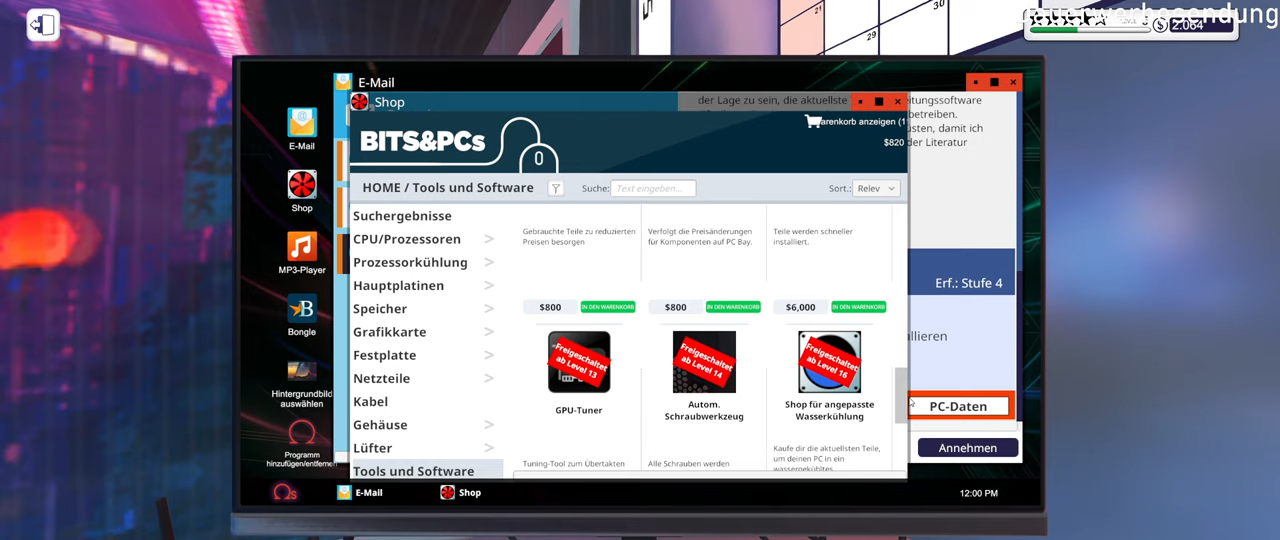 auerwerbesendung
21
30
29
2.064
E-Mail
Shop
der Lage zu sein, die aktuellste
eitungssoftware
betreiben.
usten, damit ich
der Literatur
BITS&PCs
arenkorb anzeigen (1
$820
HOME / Tools und Software
Suche:
Text eingeben...
Sort.:
Relev
E-Mail
Shop
MP3-Player
Bongle
Hintergrundbild
auswählen
Programm
hinzufügen/entfernen
Suchergebnisse
CPU/Prozessoren >
Prozessorkühlung >
Hauptplatinen >
Speicher >
Grafikkarte >
Festplatte >
Netzteile >
Kabel
Gehäuse >
Lüfter >
Tools und Software
Gebrauchte Teile zu reduzierten
Preisen besorgen
Verfolgt die Preisänderungen
für Komponenten auf PC Bay.
Teile werden schneller
installiert.
$800
IN DEN WARENKORB
$800
IN DEN WARENKORB
$6,000
IN DEN WARENKORB
Freigeschaltet
ab Level 13
Freigeschaltet
ab Level 14
Freigeschaltet
ab Level 16
GPU-Tuner
Autom.
Schraubwerkzeug
Shop für angepasste
Wasserkühlung
Tuning-Tool zum Übertakten
Alle Schrauben werden
Kaufe dir die aktuellsten Teile,
um deinen PC in ein
wassergekühltes
Erf.: Stufe 4
allieren
PC-Daten
Annehmen
E-Mail
Shop
12:00 PM